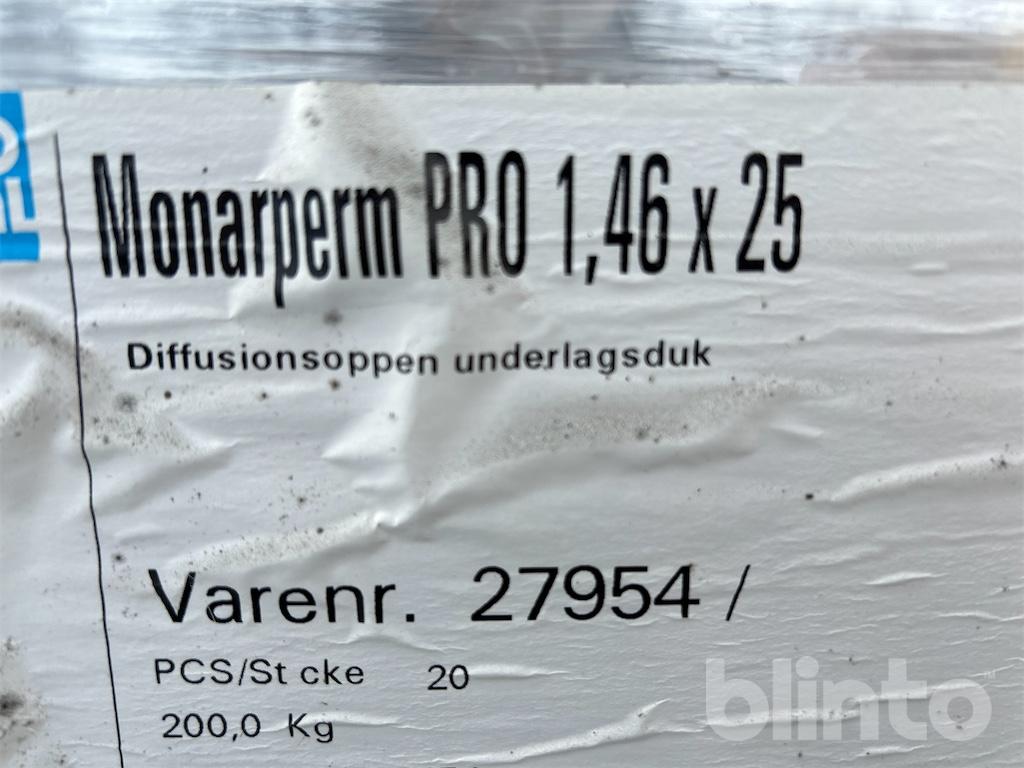 Monarperm PRO 1,46 x 25
Diffusionsoppen underlagsduk
Varenr. 27954 /
PCS/St cke 20
200,0 Kg
blinto